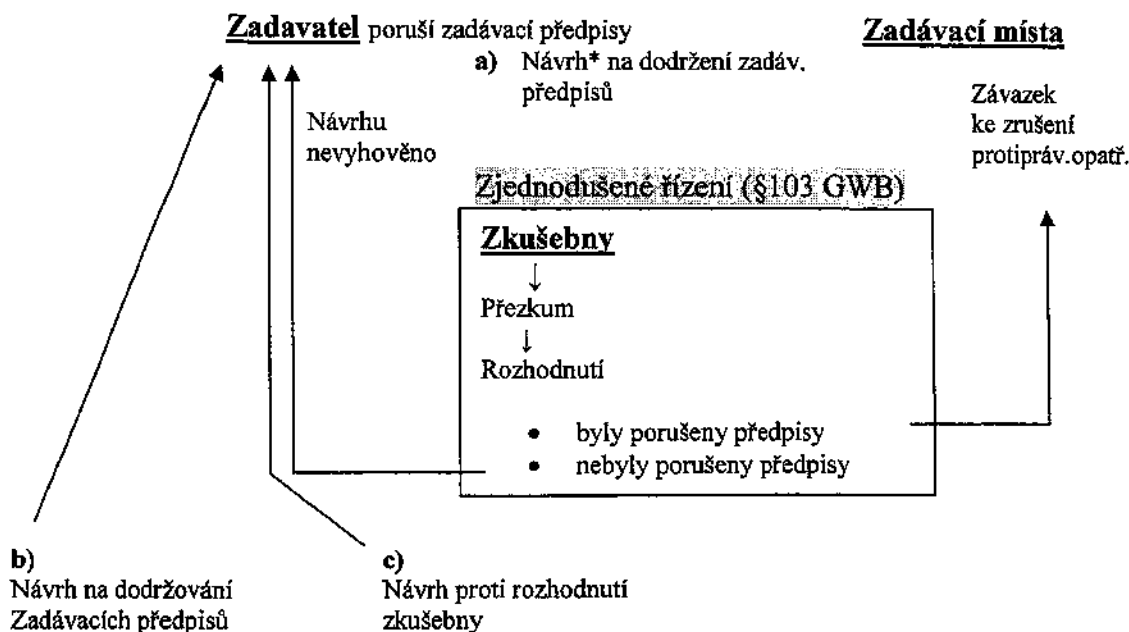 Zadavatel poruší zadávací předpisy
Zadávací místa
a) Návrh* na dodržení zadáv.
předpisů
Návrhu
nevyhověno
Závazek
ke zrušení
protipráv.opatř.
Zjednodušené řízení (§103 GWB)
Zkušebny
↓
Přezkum
↓
Rozhodnutí
• byly porušeny předpisy
• nebyly porušeny předpisy
b)
Návrh na dodržování
Zadávacích předpisů
c)
Návrh proti rozhodnutí
zkušebny